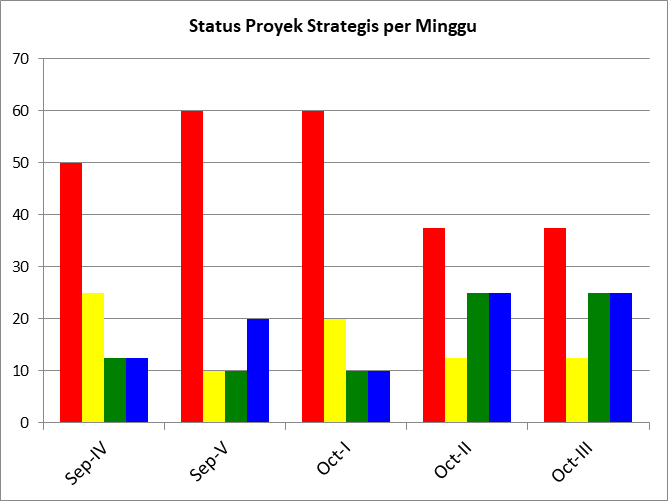 Status Proyek Strategis per Minggu
70
60
50
40
30
20
10
0
Sep-IV
Sep-V
Oct-I
Oct-II
Oct-III